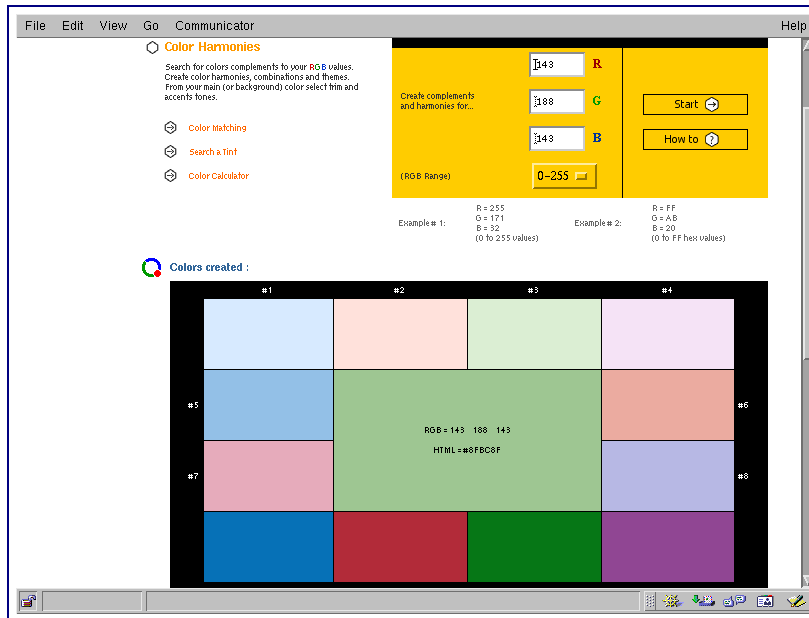 File Edit View Go Communicator Help
Color Harmonies
Search for colors complements to your RGB values.
Create color harmonies, combinations and themes.
From your main (or background) color select trim and
accents tones.
Color Matching
Search a Tint
Color Calculator
143 R
Create complements
and harmonies for...
188 G
143 B
(RGB Range)
0-255
Start
How to ?
Example # 1:
R = 255
G = 171
B = 32
(0 to 255 values)
Example # 2:
R = FF
G = AB
B = 20
(0 to FF hex values)
Colors created :
#1 #2 #3 #4
#5 #6
RGB = 143 188 143
HTML = #8FBC8F
#7 #8